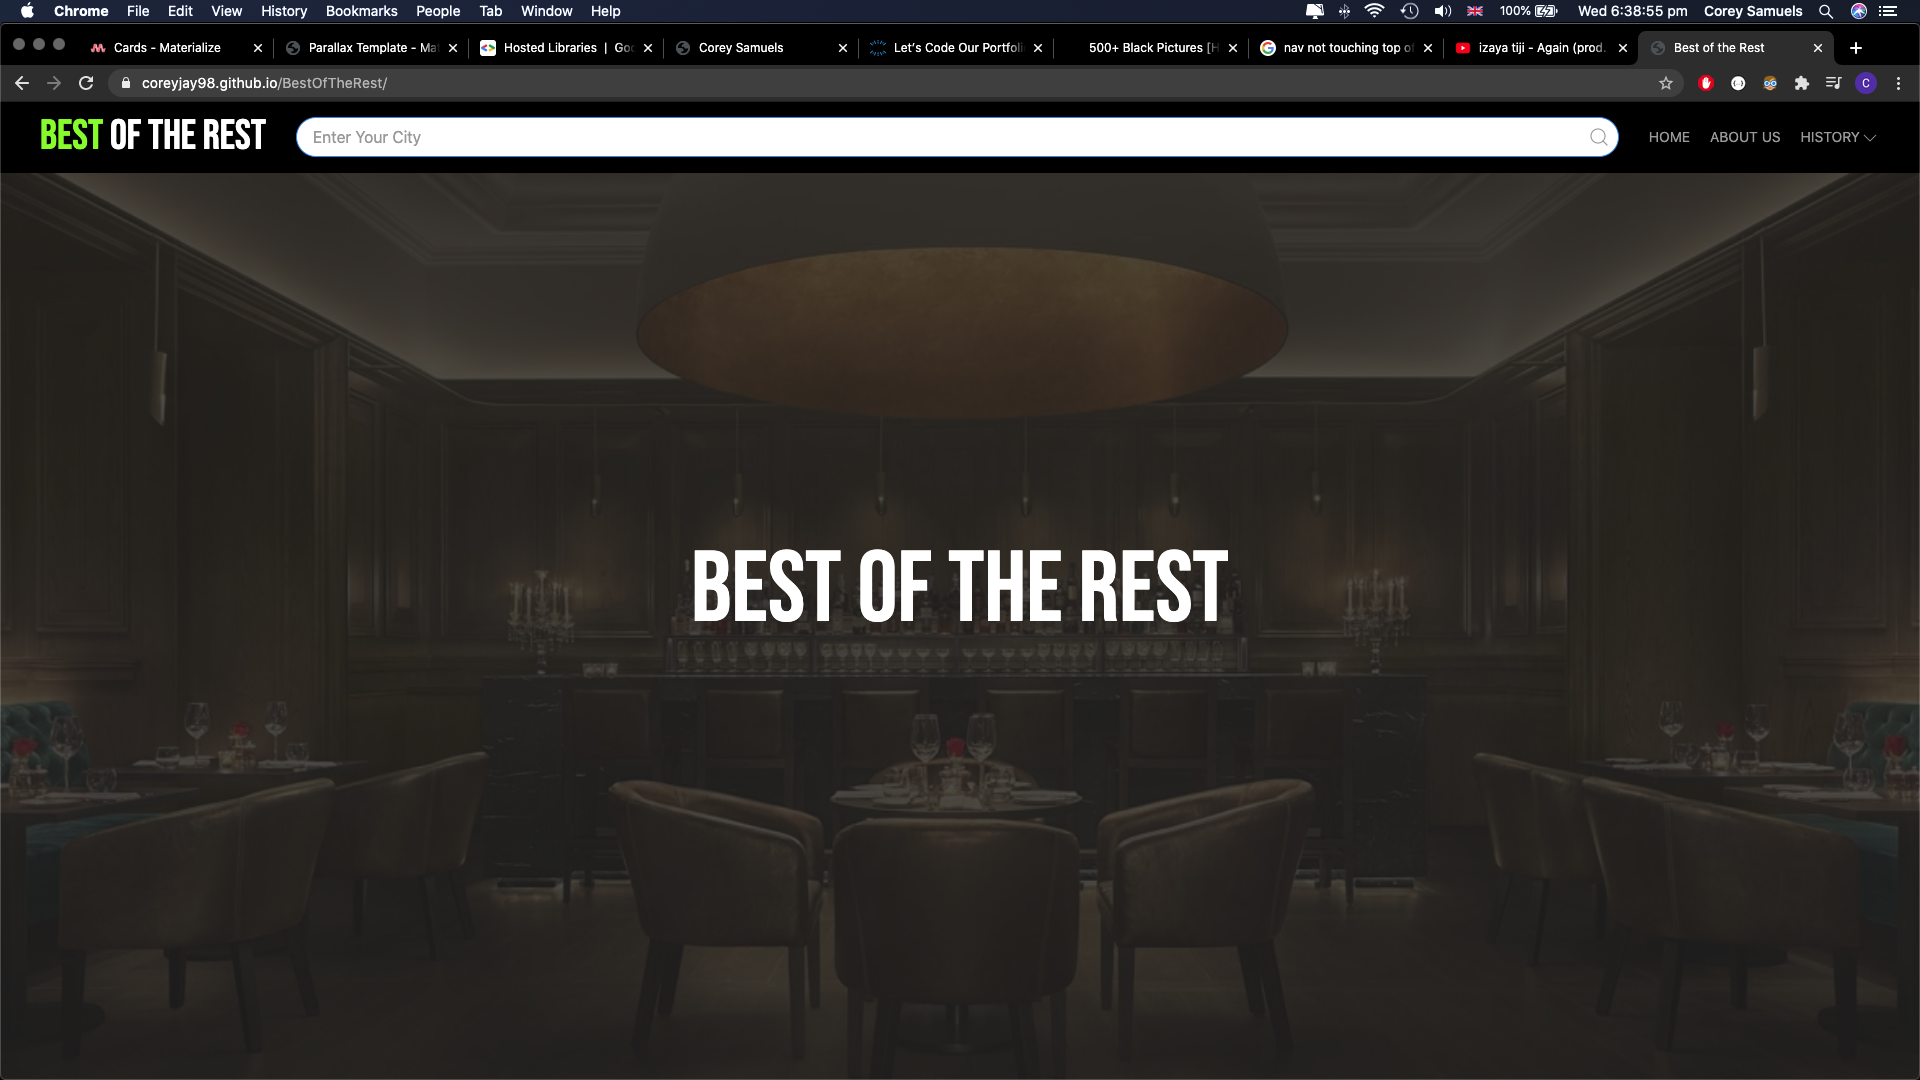 Chrome File Edit View History Bookmarks People Tab Window Help 100% Wed 6:38:55 pm Corey Samuels
Cards - Materialize Parallax Template - Ma Hosted Libraries | Goo Corey Samuels Let's Code Our Portfoli 500+ Black Pictures [H nav not touching top of izaya tiji - Again (prod. Best of the Rest
coreyjay98.github.io/BestOfTheRest/ C
BEST OF THE REST Enter Your City HOME ABOUT US HISTORY
BEST OF THE REST